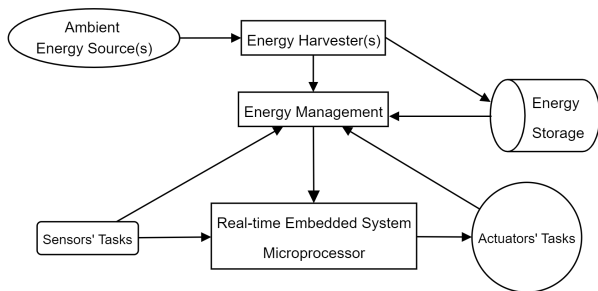 Ambient
Energy Source(s)
Energy Harvester(s)
Energy Management
Energy
Storage
Sensors' Tasks
Real-time Embedded System
Microprocessor
Actuators' Tasks